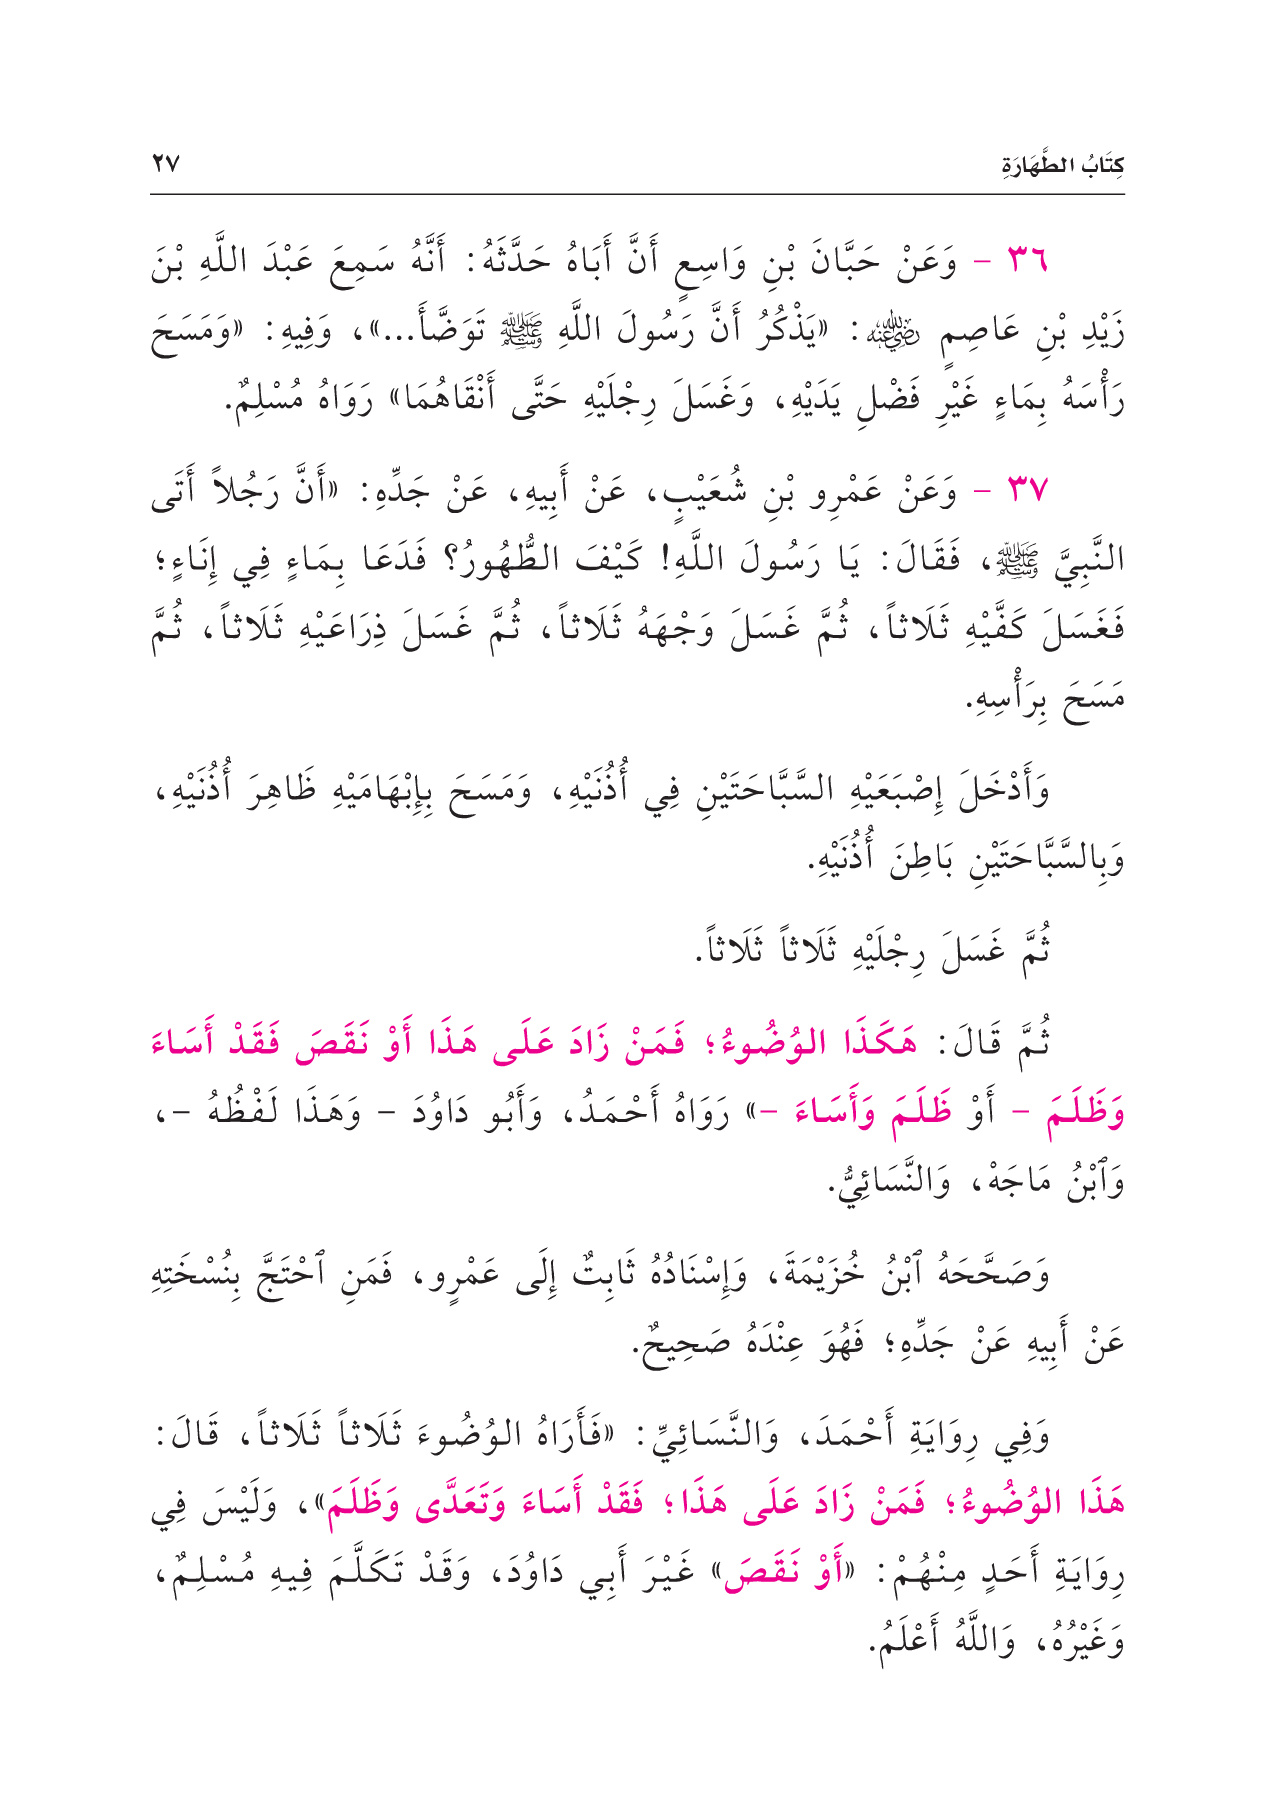 كِتَابُ الطَّهَارَةِ ٢٧
٣٦ - وَعَنْ حَبَّانَ بْنِ وَاسِعٍ أَنَّ أَبَاهُ حَدَّثَهُ: أَنَّهُ سَمِعَ عَبْدَ اللَّهِ بْنَ
زَيْدِ بْنِ عَاصِمٍ رضي الله عنه: «يَذْكُرُ أَنَّ رَسُولَ اللَّهِ ﷺ تَوَضَّأَ...»، وَفِيهِ: «وَمَسَحَ
رَأْسَهُ بِمَاءٍ غَيْرِ فَضْلِ يَدَيْهِ، وَغَسَلَ رِجْلَيْهِ حَتَّى أَنْقَاهُمَا» رَوَاهُ مُسْلِمٌ.
٣٧ - وَعَنْ عَمْرِو بْنِ شُعَيْبٍ، عَنْ أَبِيهِ، عَنْ جَدِّهِ: «أَنَّ رَجُلاً أَتَى
النَّبِيَّ ﷺ، فَقَالَ: يَا رَسُولَ اللَّهِ! كَيْفَ الطُّهُورُ؟ فَدَعَا بِمَاءٍ فِي إِنَاءٍ؛
فَغَسَلَ كَفَّيْهِ ثَلَاثاً، ثُمَّ غَسَلَ وَجْهَهُ ثَلَاثاً، ثُمَّ غَسَلَ ذِرَاعَيْهِ ثَلَاثاً، ثُمَّ
مَسَحَ بِرَأْسِهِ.
وَأَدْخَلَ إِصْبَعَيْهِ السَّبَّاحَتَيْنِ فِي أُذُنَيْهِ، وَمَسَحَ بِإِبْهَامَيْهِ ظَاهِرَ أُذُنَيْهِ،
وَبِالسَّبَّاحَتَيْنِ بَاطِنَ أُذُنَيْهِ.
ثُمَّ غَسَلَ رِجْلَيْهِ ثَلَاثاً ثَلَاثاً.
ثُمَّ قَالَ: هَكَذَا الوُضُوءُ؛ فَمَنْ زَادَ عَلَى هَذَا أَوْ نَقَصَ فَقَدْ أَسَاءَ
وَظَلَمَ - أَوْ ظَلَمَ وَأَسَاءَ -» رَوَاهُ أَحْمَدُ، وَأَبُو دَاوُدَ - وَهَذَا لَفْظُهُ -،
وَٱبْنُ مَاجَهْ، وَالنَّسَائِيُّ.
وَصَحَّحَهُ ٱبْنُ خُزَيْمَةَ، وَإِسْنَادُهُ ثَابِتٌ إِلَى عَمْرٍو، فَمَنِ ٱحْتَجَّ بِنُسْخَتِهِ
عَنْ أَبِيهِ عَنْ جَدِّهِ؛ فَهُوَ عِنْدَهُ صَحِيحٌ.
وَفِي رِوَايَةِ أَحْمَدَ، وَالنَّسَائِيِّ: «فَأَرَاهُ الوُضُوءَ ثَلَاثاً ثَلَاثاً، قَالَ:
هَذَا الوُضُوءُ؛ فَمَنْ زَادَ عَلَى هَذَا؛ فَقَدْ أَسَاءَ وَتَعَدَّى وَظَلَمَ»، وَلَيْسَ فِي
رِوَايَةِ أَحَدٍ مِنْهُمْ: «أَوْ نَقَصَ» غَيْرَ أَبِي دَاوُدَ، وَقَدْ تَكَلَّمَ فِيهِ مُسْلِمٌ،
وَغَيْرُهُ، وَاللَّهُ أَعْلَمُ.